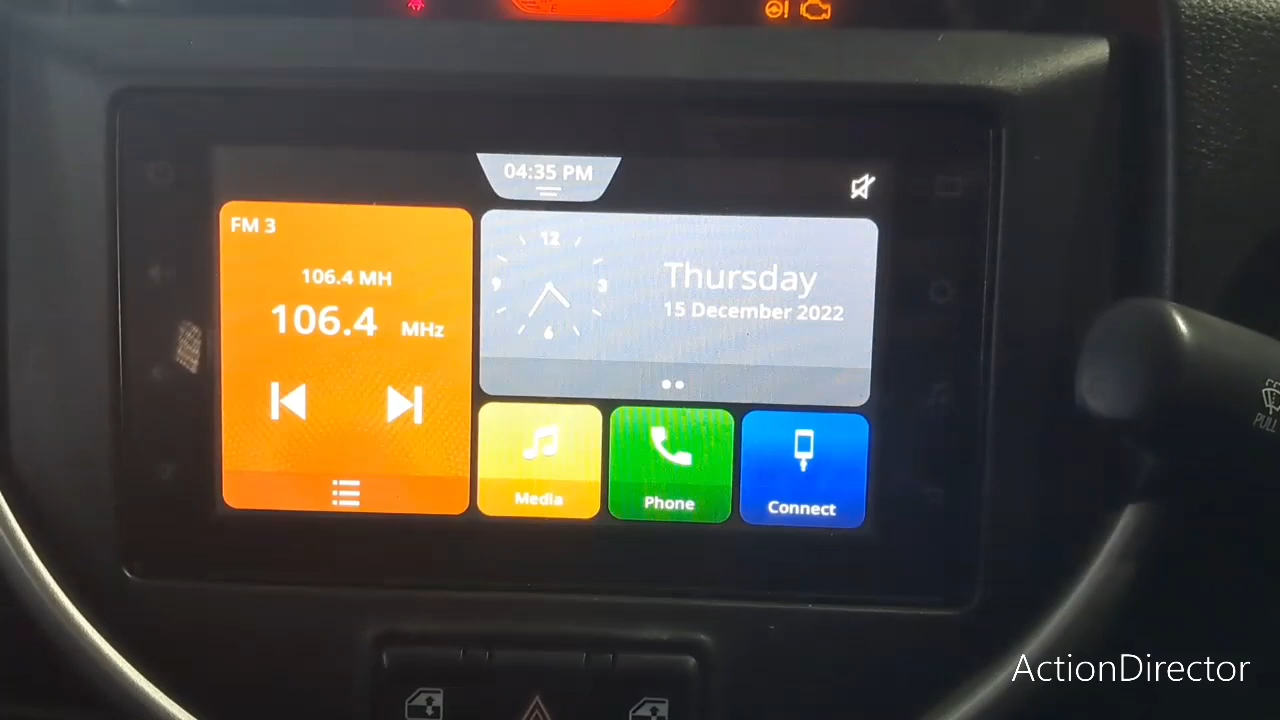 04:35 PM
FM 3
106.4 MH
106.4 MHz
12
3
6
9
Thursday
15 December 2022
Media
Phone
Connect
PULL
ActionDirector